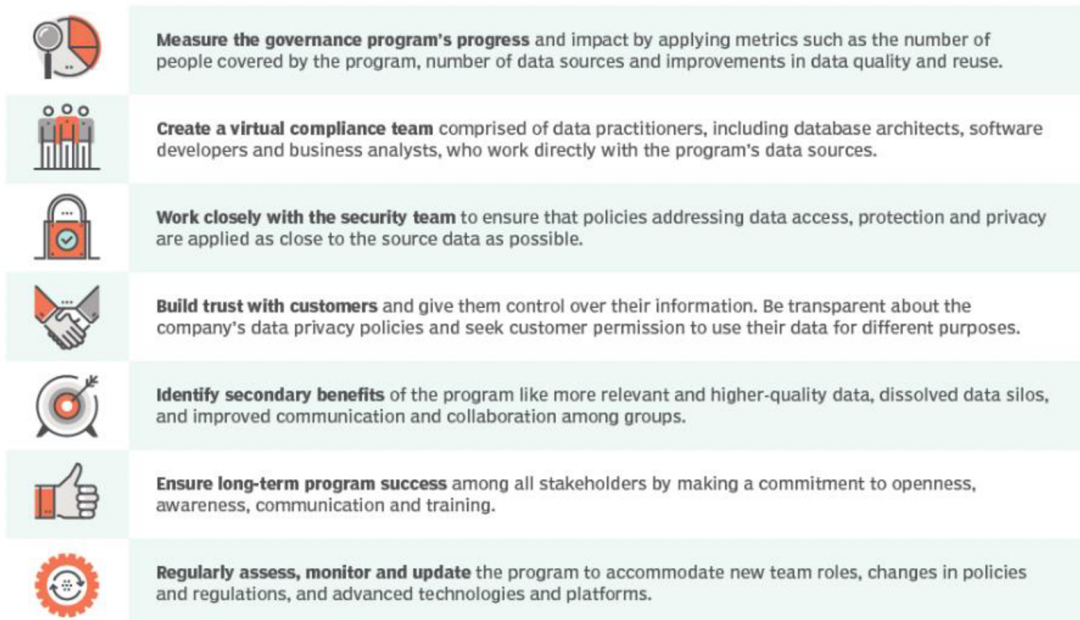 Measure the governance program's progress and impact by applying metrics such as the number of
people covered by the program, number of data sources and improvements in data quality and reuse.
Create a virtual compliance team comprised of data practitioners, including database architects, software
developers and business analysts, who work directly with the program's data sources.
Work closely with the security team to ensure that policies addressing data access, protection and privacy
are applied as close to the source data as possible.
Build trust with customers and give them control over their information. Be transparent about the
company's data privacy policies and seek customer permission to use their data for different purposes.
Identify secondary benefits of the program like more relevant and higher-quality data, dissolved data silos,
and improved communication and collaboration among groups.
Ensure long-term program success among all stakeholders by making a commitment to openness,
awareness, communication and training.
Regularly assess, monitor and update the program to accommodate new team roles, changes in policies
and regulations, and advanced technologies and platforms.